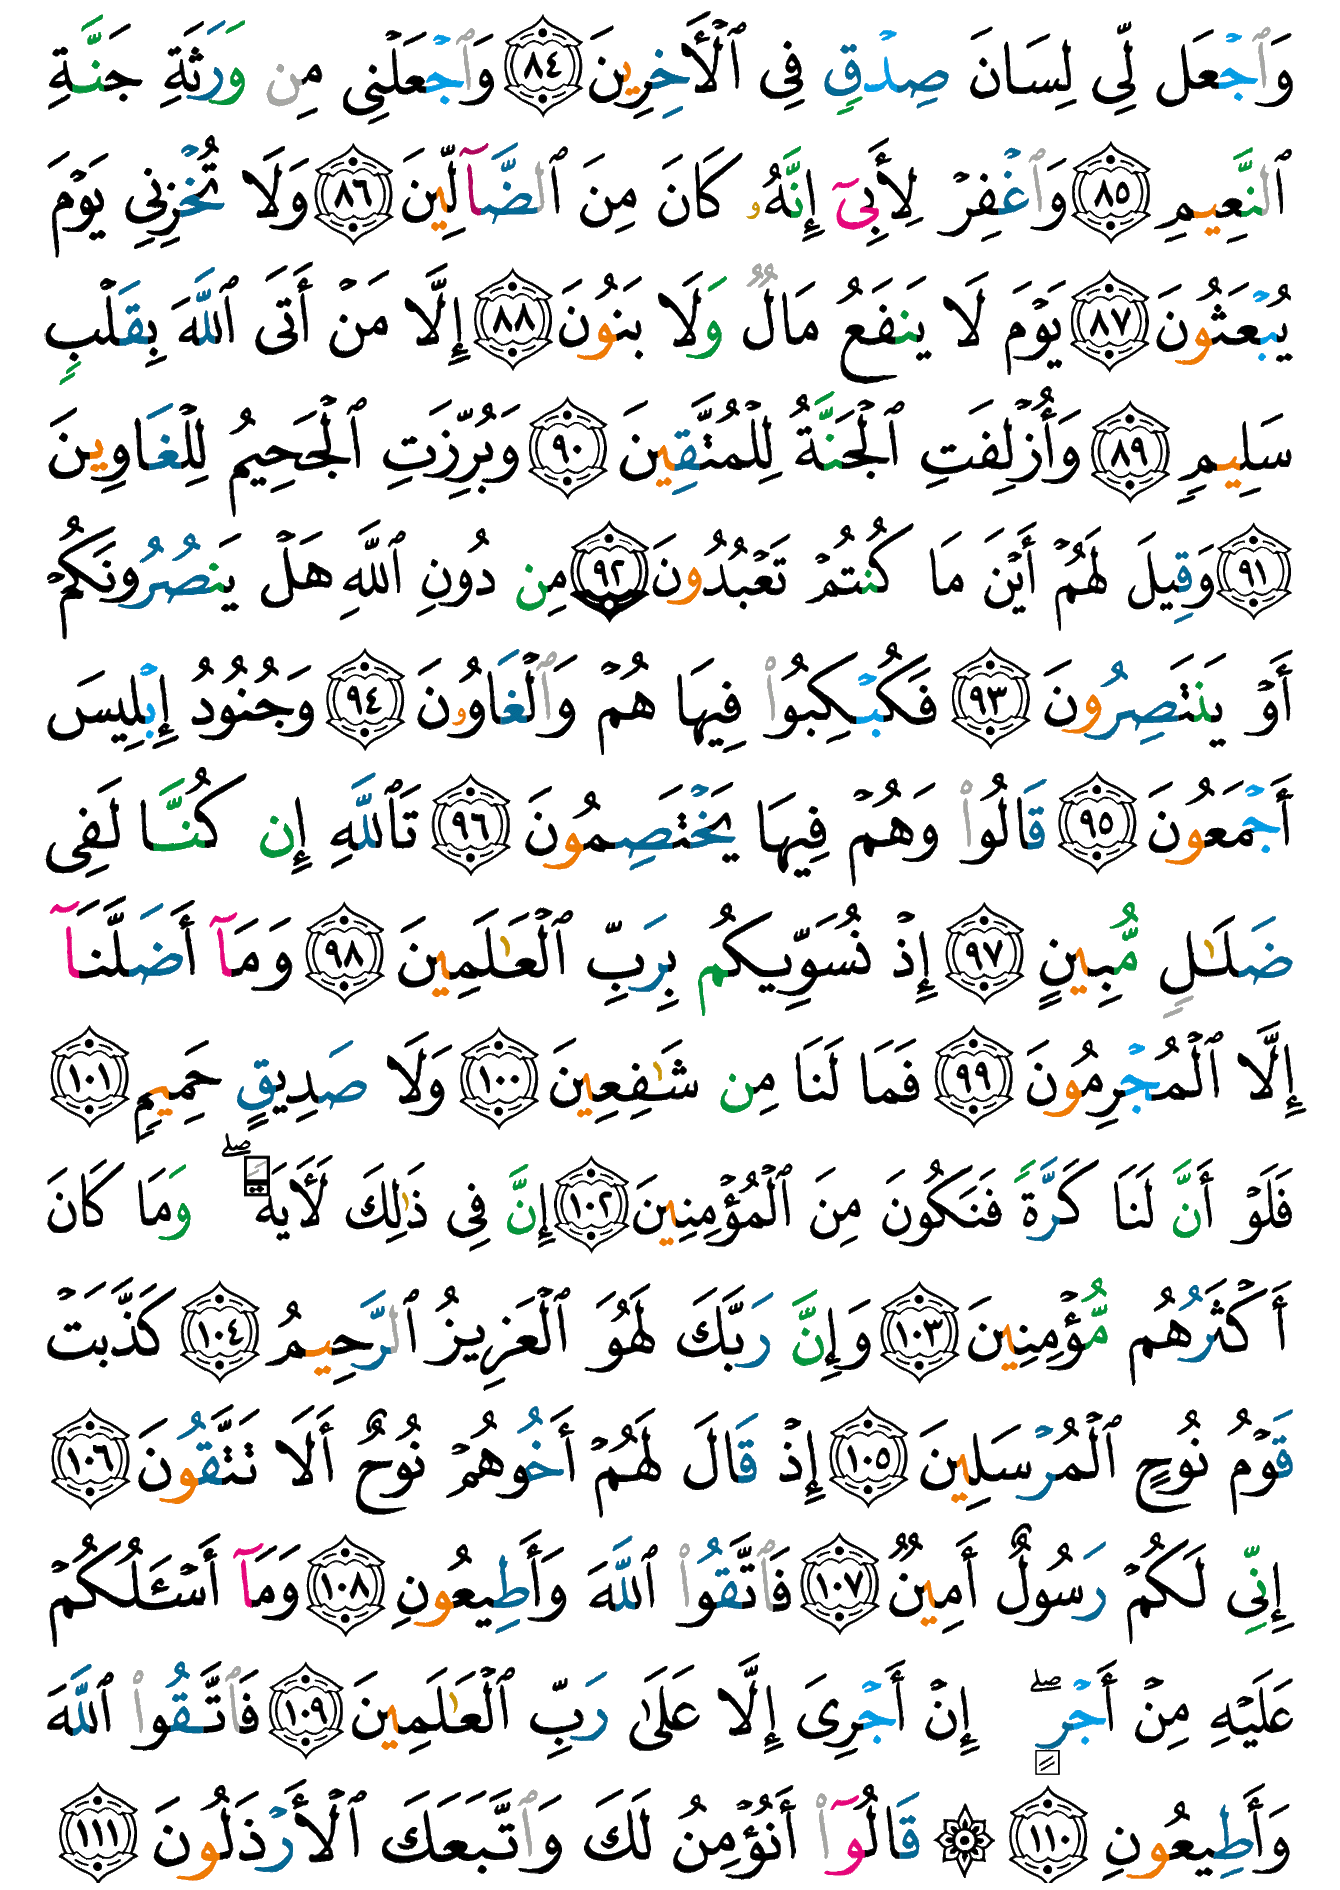 وَٱجْعَل لِّى لِسَانَ صِدْقٍ فِى ٱلْأَخِرِينَ ٨٤ وَٱجْعَلْنِى مِن وَرَثَةِ جَنَّةِ
ٱلنَّعِيمِ ٨٥ وَٱغْفِرْ لِأَبِىٓ إِنَّهُۥ كَانَ مِنَ ٱلضَّآلِّينَ ٨٦ وَلَا تُخْزِنِى يَوْمَ
يُبْعَثُونَ ٨٧ يَوْمَ لَا يَنفَعُ مَالٌ وَلَا بَنُونَ ٨٨ إِلَّا مَنْ أَتَى ٱللَّهَ بِقَلْبٍ
سَلِيمٍ ٨٩ وَأُزْلِفَتِ ٱلْجَنَّةُ لِلْمُتَّقِينَ ٩٠ وَبُرِّزَتِ ٱلْجَحِيمُ لِلْغَاوِينَ
٩١ وَقِيلَ لَهُمْ أَيْنَ مَا كُنتُمْ تَعْبُدُونَ ٩٢ مِن دُونِ ٱللَّهِ هَلْ يَنصُرُونَكُمْ
أَوْ يَنتَصِرُونَ ٩٣ فَكُبْكِبُوا۟ فِيهَا هُمْ وَٱلْغَاوُۥنَ ٩٤ وَجُنُودُ إِبْلِيسَ
أَجْمَعُونَ ٩٥ قَالُوا۟ وَهُمْ فِيهَا يَخْتَصِمُونَ ٩٦ تَٱللَّهِ إِن كُنَّا لَفِى
ضَلَـٰلٍ مُّبِينٍ ٩٧ إِذْ نُسَوِّيكُم بِرَبِّ ٱلْعَـٰلَمِينَ ٩٨ وَمَآ أَضَلَّنَآ
إِلَّا ٱلْمُجْرِمُونَ ٩٩ فَمَا لَنَا مِن شَـٰفِعِينَ ١٠٠ وَلَا صَدِيقٍ حَمِيمٍ ١٠١
فَلَوْ أَنَّ لَنَا كَرَّةً فَنَكُونَ مِنَ ٱلْمُؤْمِنِينَ ١٠٢ إِنَّ فِى ذَٰلِكَ لَأَيَةً ۖ وَمَا كَانَ
أَكْثَرُهُم مُّؤْمِنِينَ ١٠٣ وَإِنَّ رَبَّكَ لَهُوَ ٱلْعَزِيزُ ٱلرَّحِيمُ ١٠٤ كَذَّبَتْ
قَوْمُ نُوحٍ ٱلْمُرْسَلِينَ ١٠٥ إِذْ قَالَ لَهُمْ أَخُوهُمْ نُوحٌ أَلَا تَتَّقُونَ ١٠٦
إِنِّى لَكُمْ رَسُولٌ أَمِينٌ ١٠٧ فَٱتَّقُوا۟ ٱللَّهَ وَأَطِيعُونِ ١٠٨ وَمَآ أَسْـَٔلُكُمْ
عَلَيْهِ مِنْ أَجْرٍ ۖ إِنْ أَجْرِىَ إِلَّا عَلَىٰ رَبِّ ٱلْعَـٰلَمِينَ ١٠٩ فَٱتَّقُوا۟ ٱللَّهَ
وَأَطِيعُونِ ١١٠ ۞ قَالُوٓا۟ أَنُؤْمِنُ لَكَ وَٱتَّبَعَكَ ٱلْأَرْذَلُونَ ١١١